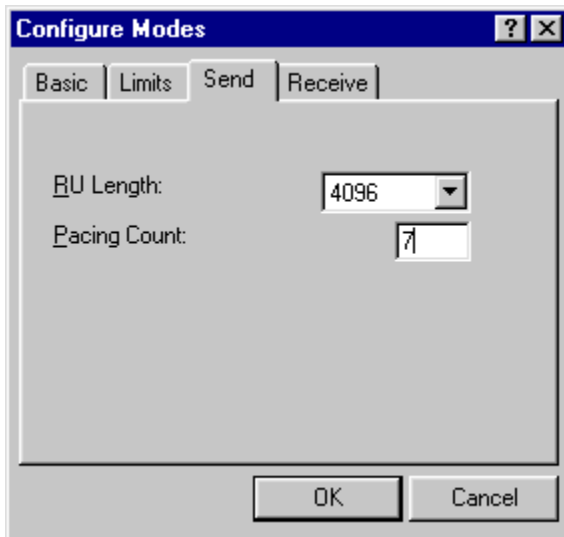 Configure Modes
Basic Limits Send Receive
RU Length: 4096
Pacing Count: 7
OK Cancel